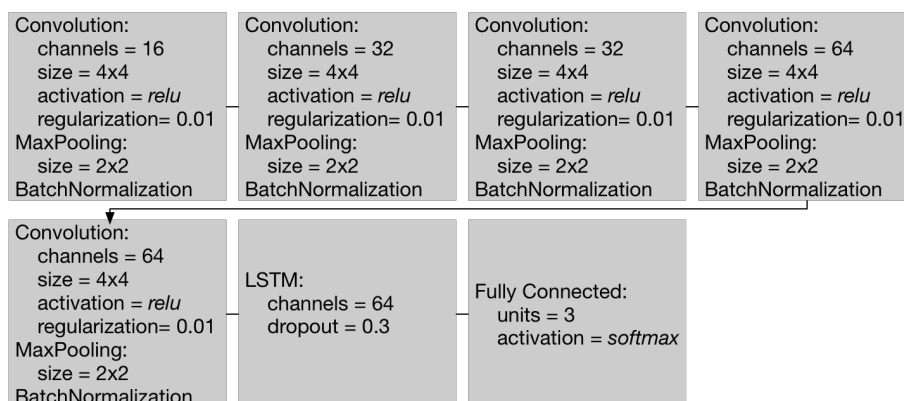 Convolution:
channels = 16
size = 4x4
activation = relu
regularization= 0.01
MaxPooling:
size = 2x2
BatchNormalization
Convolution:
channels = 32
size = 4x4
activation = relu
regularization= 0.01
MaxPooling:
size = 2x2
BatchNormalization
Convolution:
channels = 32
size = 4x4
activation = relu
regularization= 0.01
MaxPooling:
size = 2x2
BatchNormalization
Convolution:
channels = 64
size = 4x4
activation = relu
regularization= 0.01
MaxPooling:
size = 2x2
BatchNormalization
Convolution:
channels = 64
size = 4x4
activation = relu
regularization= 0.01
MaxPooling:
size = 2x2
BatchNormalization
LSTM:
channels = 64
dropout = 0.3
Fully Connected:
units = 3
activation = softmax